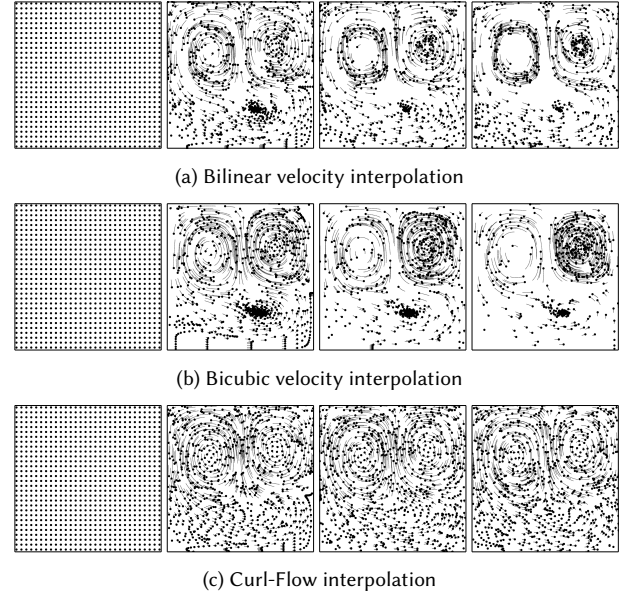 (a) Bilinear velocity interpolation
(b) Bicubic velocity interpolation
(c) Curl-Flow interpolation